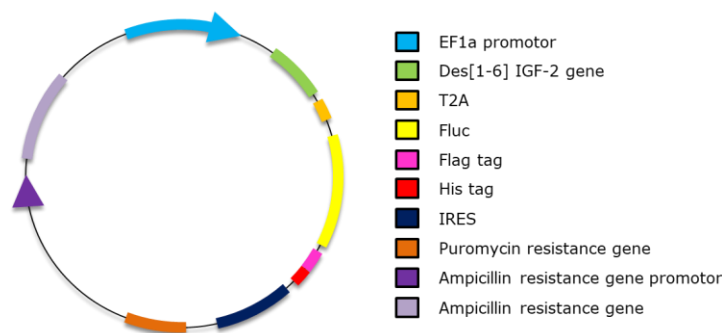 EF1a promotor
Des[1-6] IGF-2 gene
T2A
Fluc
Flag tag
His tag
IRES
Puromycin resistance gene
Ampicillin resistance gene promotor
Ampicillin resistance gene